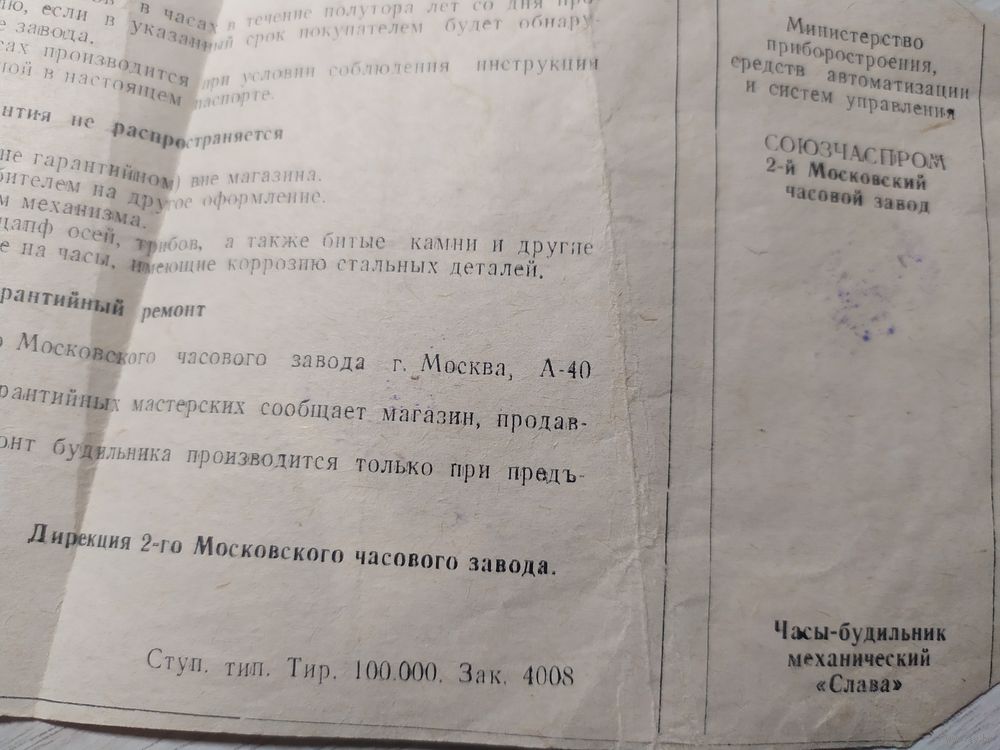 в часах в течение полутора лет со дня про-
ю, если в указанный срок покупателем будет обнару-
е завода.
сах производится при условии соблюдения инструкции
ной в настоящем паспорте.
антия не распространяется
не гарантийном) вне магазина.
бителем на другое оформление.
м механизма.
цапф осей, трибов, а также битые камни и другие
е на часы, имеющие коррозию стальных деталей.
рантийный ремонт
о Московского часового завода г. Москва, А-40
рантийных мастерских сообщает магазин, продав-
онт будильника производится только при предъ-
Дирекция 2-го Московского часового завода.
Ступ. тип. Тир. 100.000. Зак. 4008
Министерство
приборостроения,
средств автоматизации
и систем управления
СОЮЗЧАСПРОМ
2-й Московский
часовой завод
Часы-будильник
механический
«Слава»